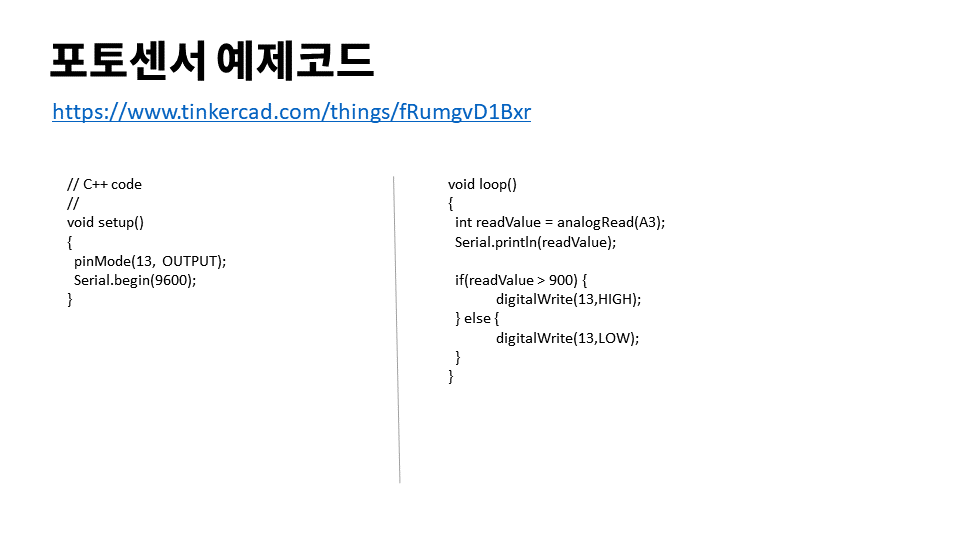 포토센서 예제코드
https://www.tinkercad.com/things/fRumgvD1Bxr
// C++ code
//
void setup()
{
pinMode(13, OUTPUT);
Serial.begin(9600);
}
void loop()
{
int readValue = analogRead(A3);
Serial.println(readValue);
if(readValue > 900) {
digitalWrite(13,HIGH);
} else {
digitalWrite(13,LOW);
}
}